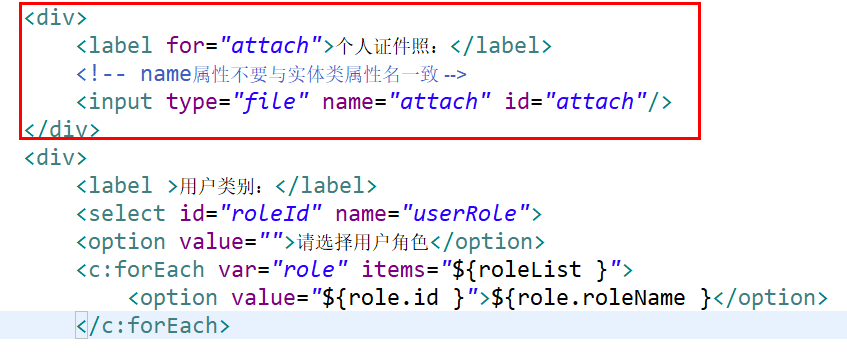 <div>
<label for="attach">个人证件照：</label>
<!-- name属性不要与实体类属性名一致 -->
<input type="file" name="attach" id="attach"/>
</div>
<div>
<label >用户类别：</label>
<select id="roleId" name="userRole">
<option value="">请选择用户角色</option>
<c:forEach var="role" items="${roleList }">
<option value="${role.id }">${role.roleName }</option>
</c:forEach>